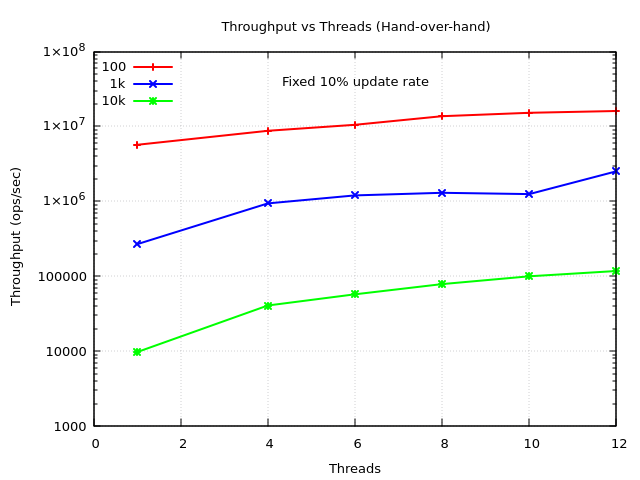 Throughput vs Threads (Hand-over-hand)
1×10⁸
100
1k
10k
Fixed 10% update rate
1×10⁷
1×10⁶
100000
10000
1000
Throughput (ops/sec)
0 2 4 6 8 10 12
Threads